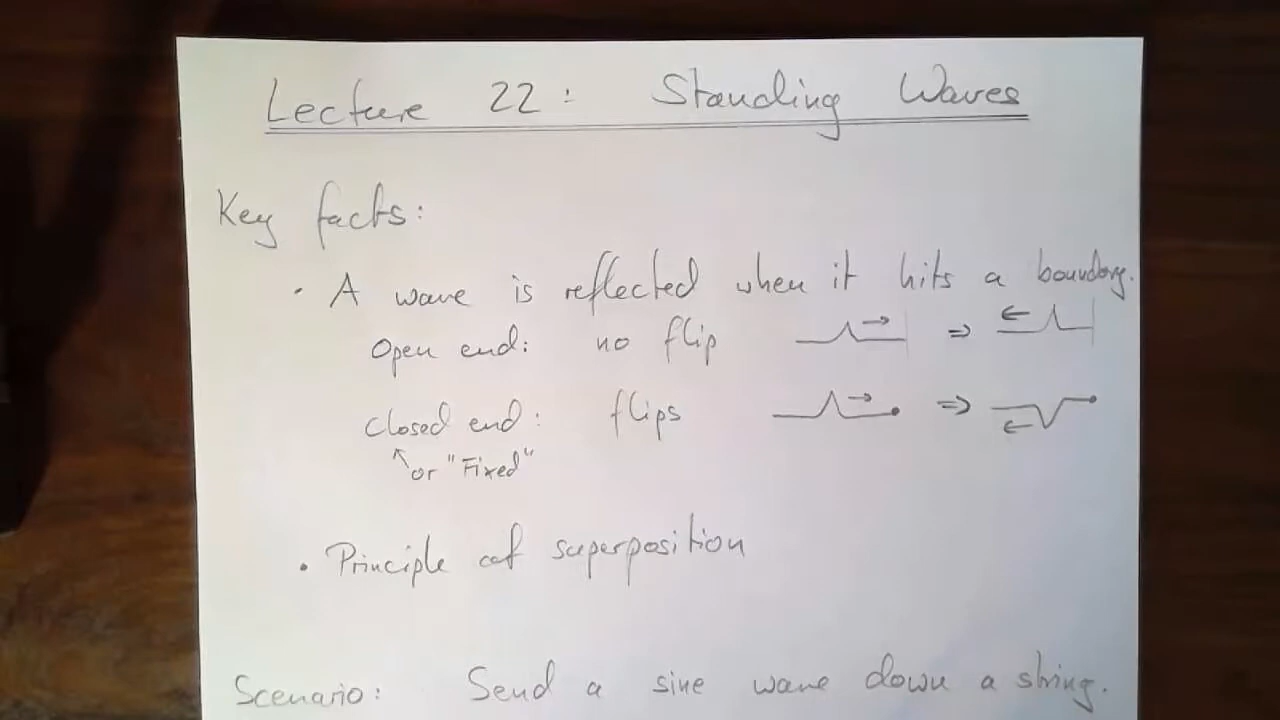 Lecture 22: Standing Waves
Key facts:
• A wave is reflected when it hits a boundary.
Open end: no flip ⇒
closed end: flips ⇒
or "Fixed"
• Principle of superposition
Scenario: Send a sine wave down a string.